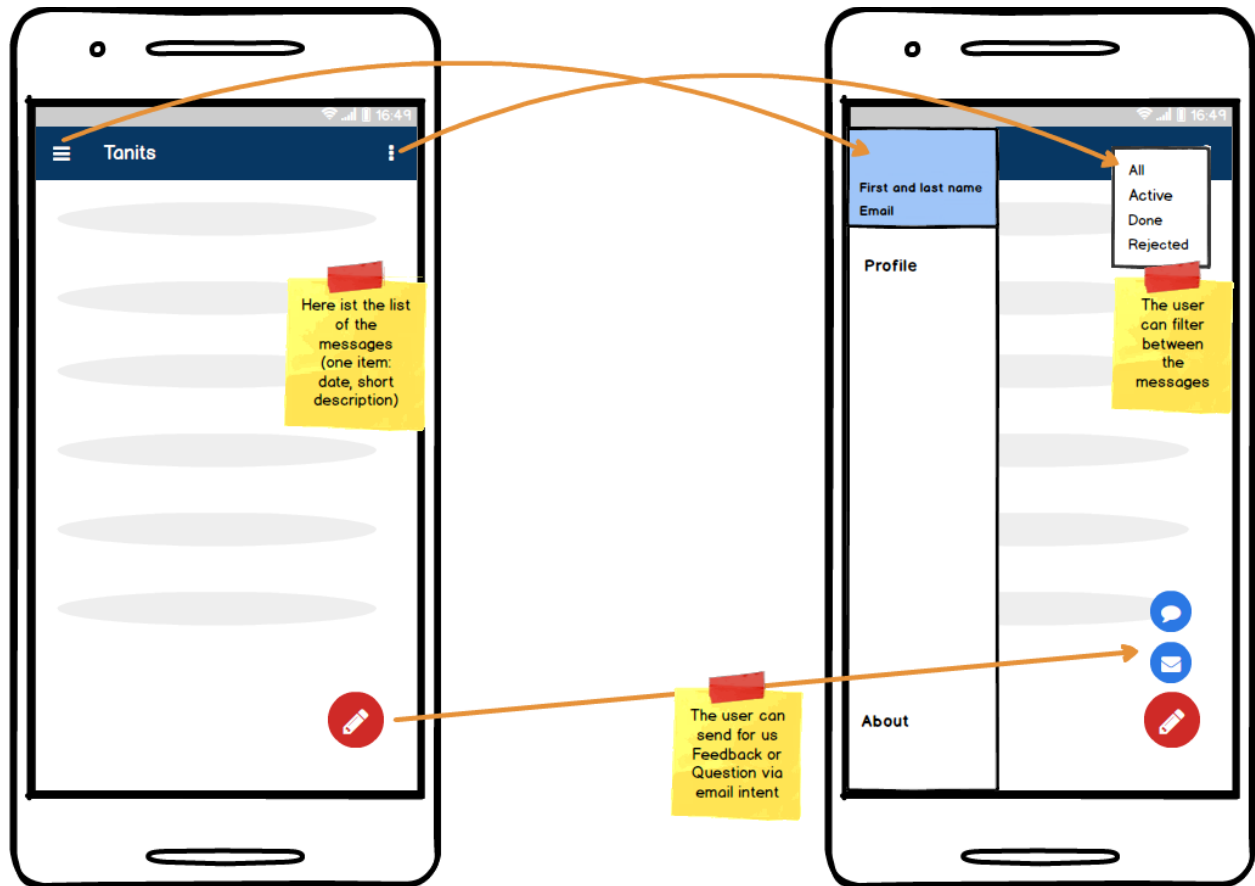 16:49
Tanits
Here ist the list
of the
messages
(one item:
date, short
description)
16:49
First and last name
Email
Profile
About
All
Active
Done
Rejected
The user
can filter
between
the
messages
The user can
send for us
Feedback or
Question via
email intent